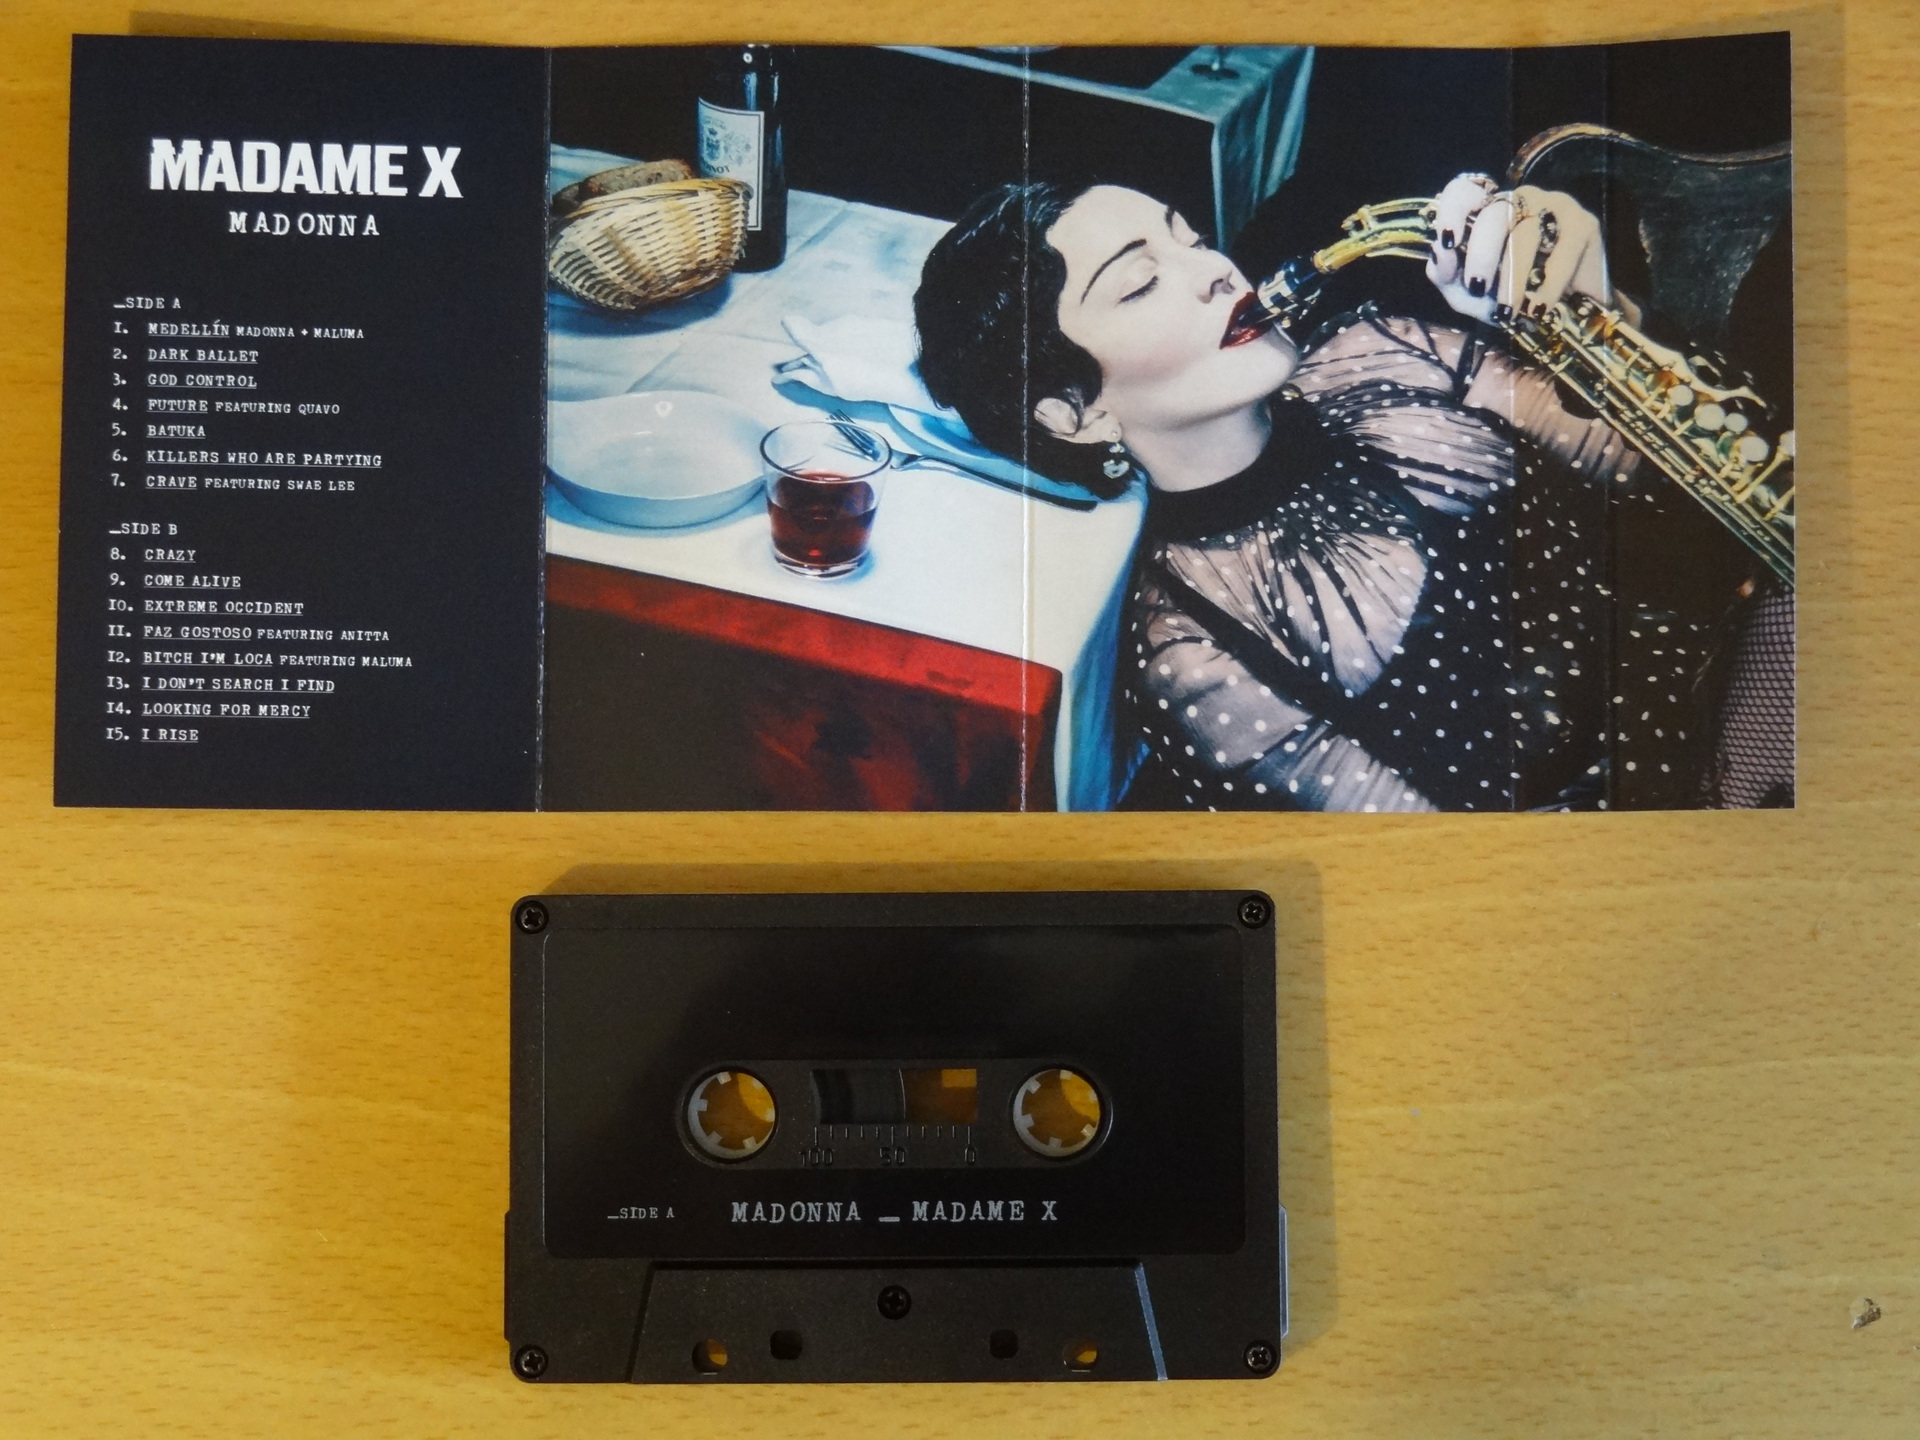 MADAME X
MADONNA
_SIDE A
1. MEDELLÍN MADONNA + MALUMA
2. DARK BALLET
3. GOD CONTROL
4. FUTURE FEATURING QUAVO
5. BATUKA
6. KILLERS WHO ARE PARTYING
7. CRAVE FEATURING SWAE LEE
_SIDE B
8. CRAZY
9. COME ALIVE
10. EXTREME OCCIDENT
11. FAZ GOSTOSO FEATURING ANITTA
12. BITCH I'M LOCA FEATURING MALUMA
13. I DON'T SEARCH I FIND
14. LOOKING FOR MERCY
15. I RISE
100 50 0
_SIDE A MADONNA _ MADAME X